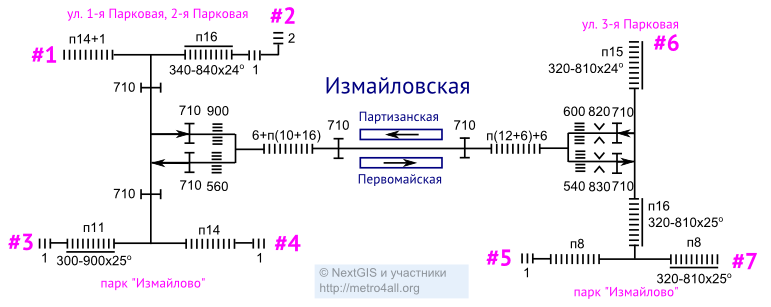 ул. 1-я Парковая, 2-я Парковая
#2
ул. 3-я Парковая
#1
п14+1
п16
2
340-840x24°
1
#6
п15
320-810x24°
710
Измайловская
710
900
Партизанская
600
820
710
6+п(10+16)
710
710
п(12+6)+6
Первомайская
710
560
540
830
710
710
п16
320-810x25°
#3
п11
п14
#4
1
300-900x25°
1
#5
п8
п8
#7
1
320-810x25°
парк "Измайлово"
парк "Измайлово"
© NextGIS и участники
http://metro4all.org